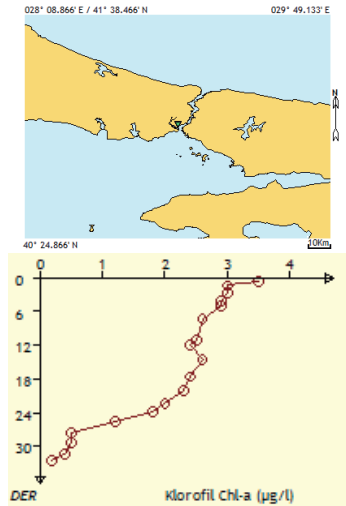 028° 08.866' E / 41° 38.466' N 029° 49.133' E
N
40° 24.866' N 10Km
0 1 2 3 4
0
6
12
18
24
30
DER Klorofil Chl-a (µg/l)